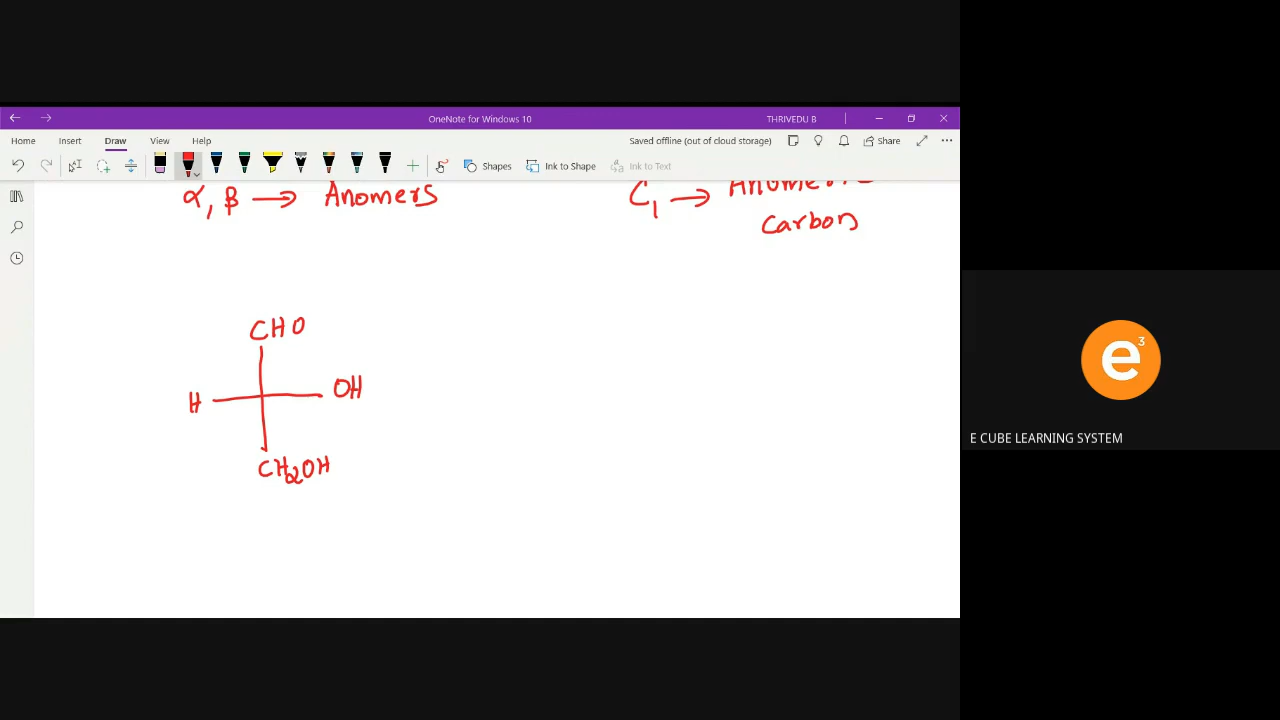 OneNote for Windows 10
THRIVEDU B
Home Insert Draw View Help
Saved offline (out of cloud storage)
Share
Shapes
Ink to Shape
Ink to Text
α, β → Anomers
C1 →
Carbon
CHO
H
OH
CH2OH
e3
E CUBE LEARNING SYSTEM